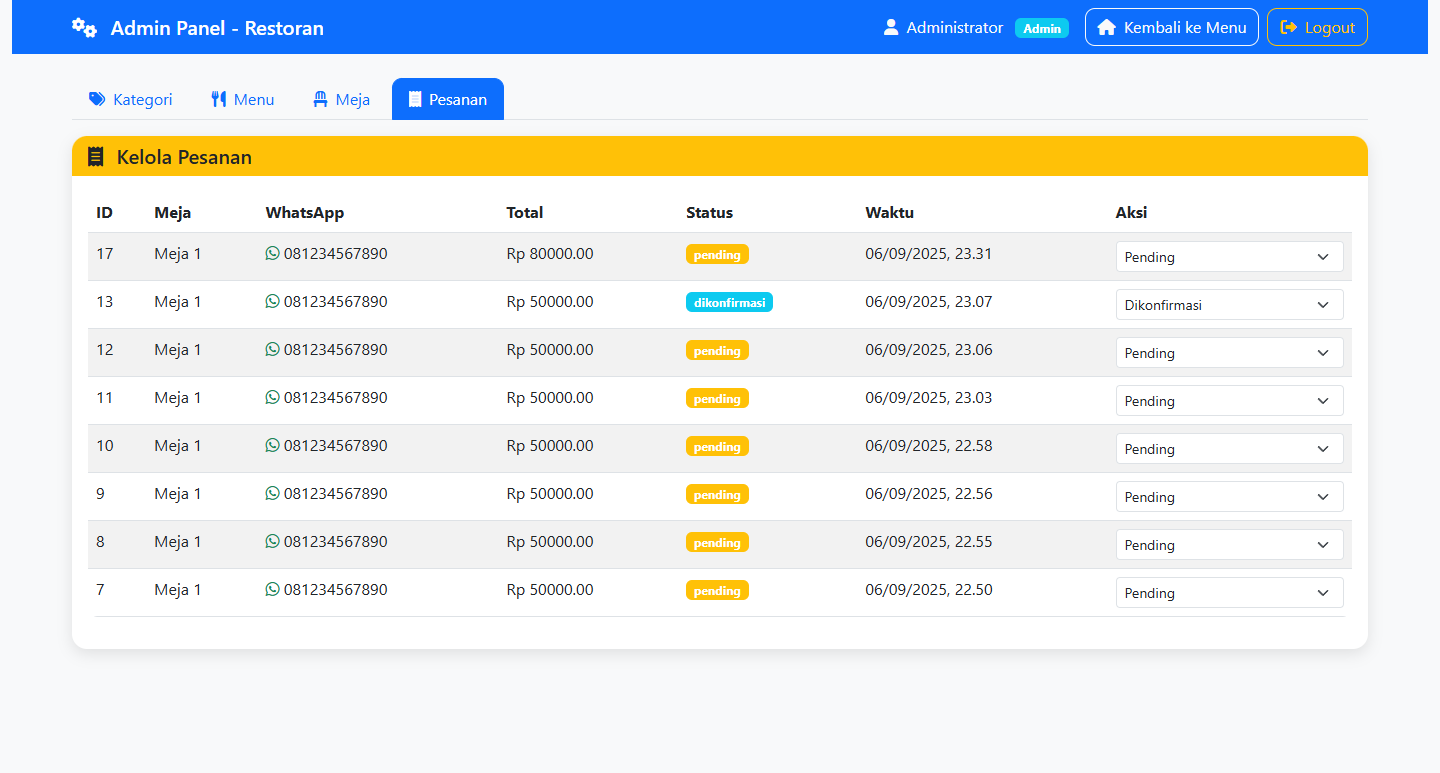 Admin Panel - Restoran Administrator Admin Kembali ke Menu Logout
Kategori Menu Meja Pesanan
Kelola Pesanan
ID Meja WhatsApp Total Status Waktu Aksi
17 Meja 1 081234567890 Rp 80000.00 pending 06/09/2025, 23.31 Pending
13 Meja 1 081234567890 Rp 50000.00 dikonfirmasi 06/09/2025, 23.07 Dikonfirmasi
12 Meja 1 081234567890 Rp 50000.00 pending 06/09/2025, 23.06 Pending
11 Meja 1 081234567890 Rp 50000.00 pending 06/09/2025, 23.03 Pending
10 Meja 1 081234567890 Rp 50000.00 pending 06/09/2025, 22.58 Pending
9 Meja 1 081234567890 Rp 50000.00 pending 06/09/2025, 22.56 Pending
8 Meja 1 081234567890 Rp 50000.00 pending 06/09/2025, 22.55 Pending
7 Meja 1 081234567890 Rp 50000.00 pending 06/09/2025, 22.50 Pending